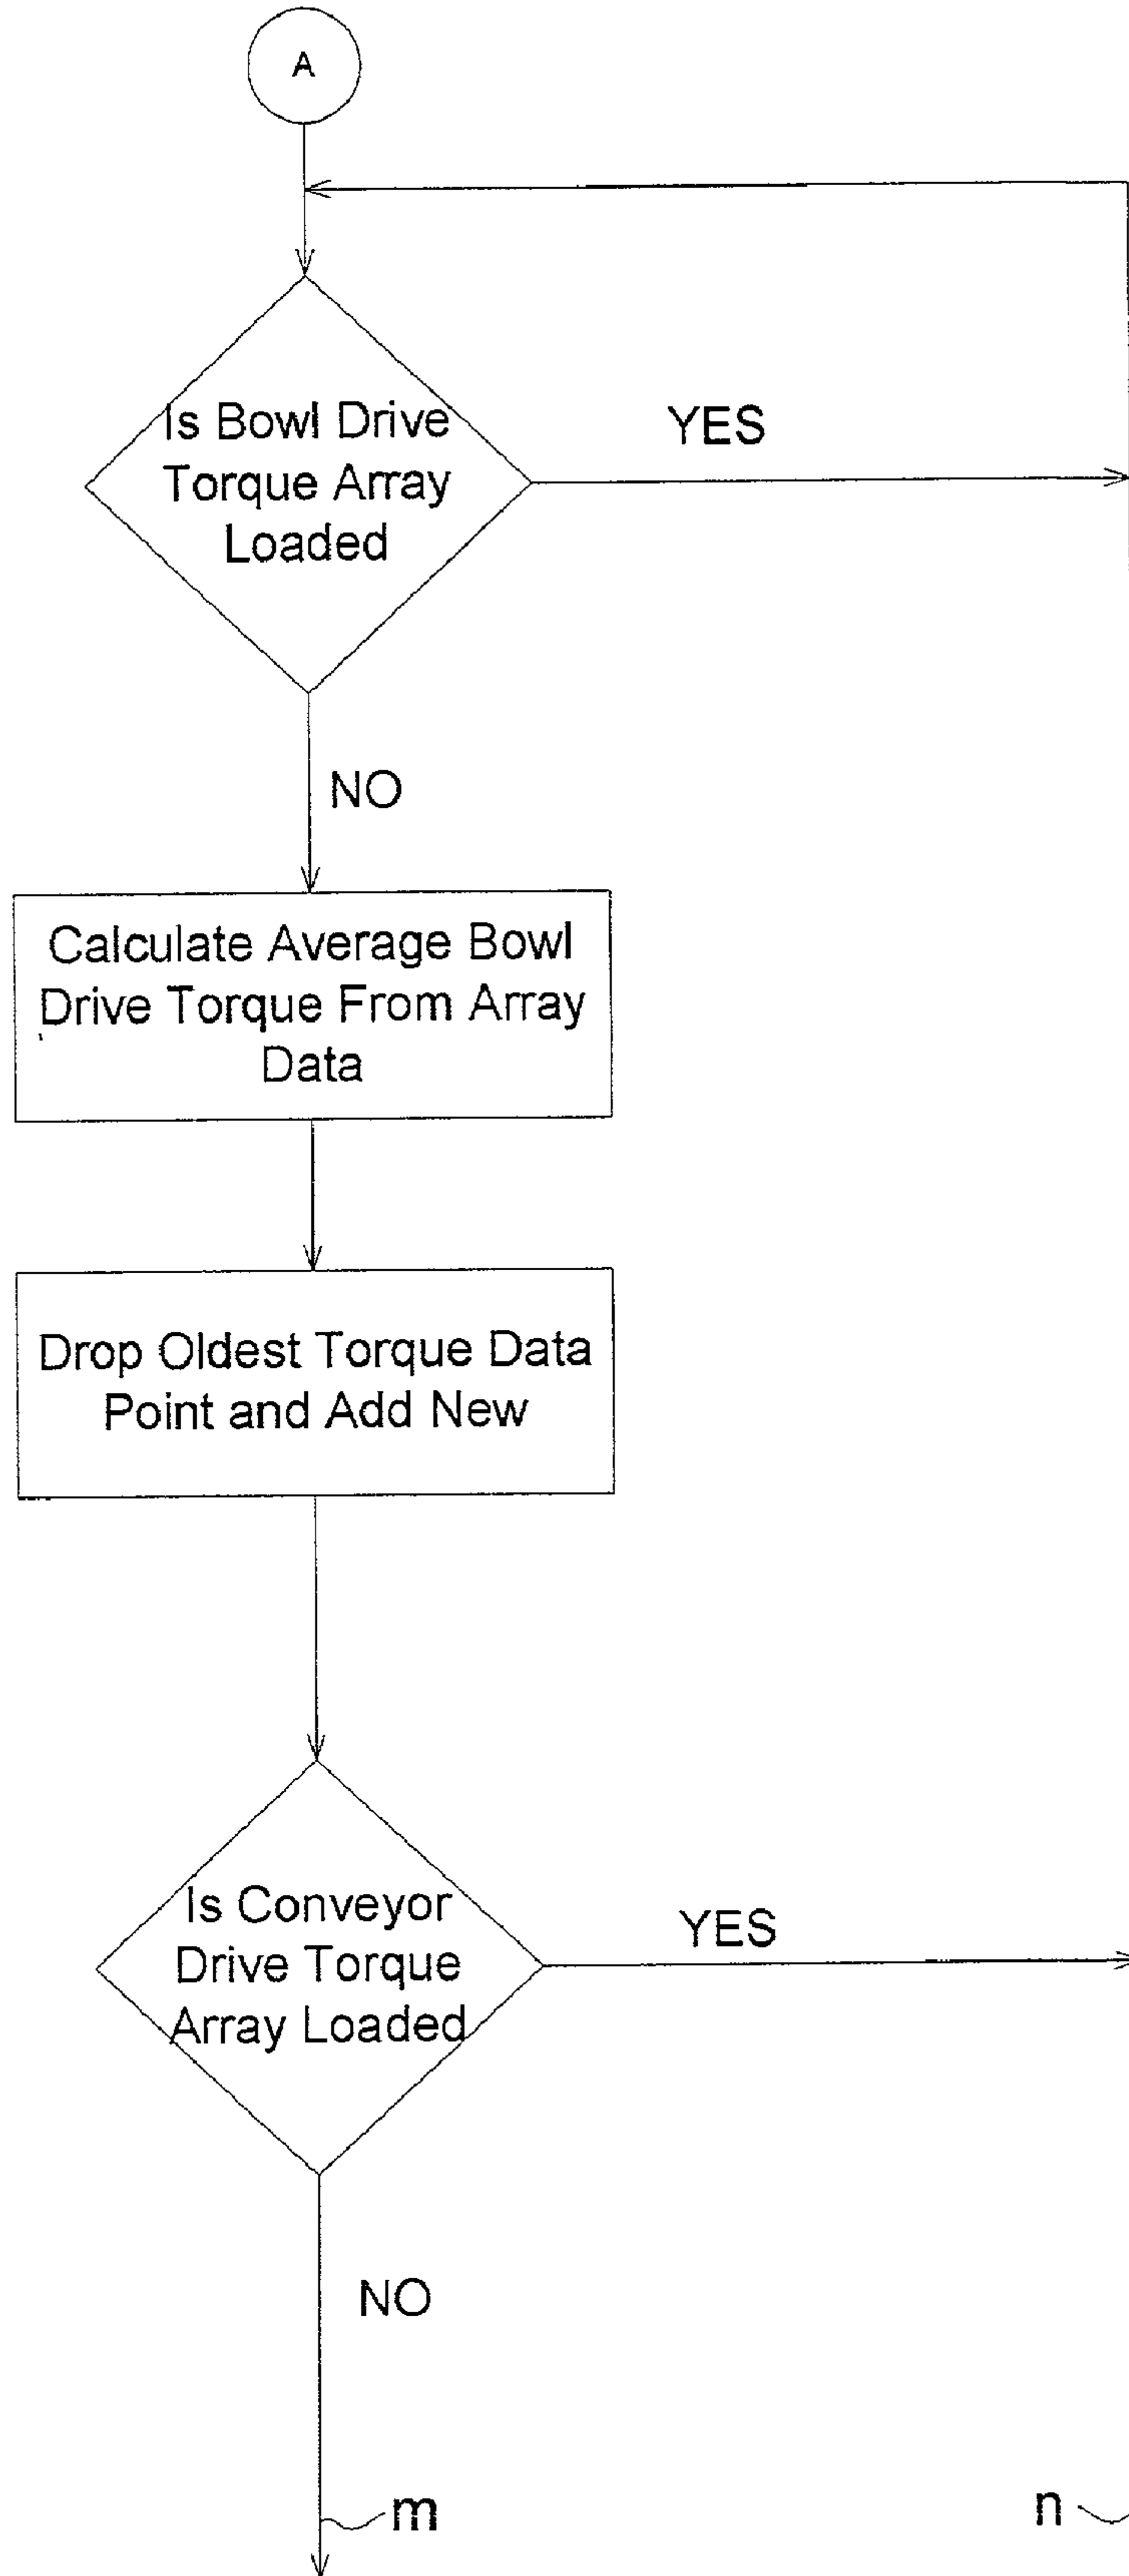 A
Is Bowl Drive
Torque Array
Loaded
YES
NO
Calculate Average Bowl
Drive Torque From Array
Data
Drop Oldest Torque Data
Point and Add New
Is Conveyor
Drive Torque
Array Loaded
YES
NO
m
n